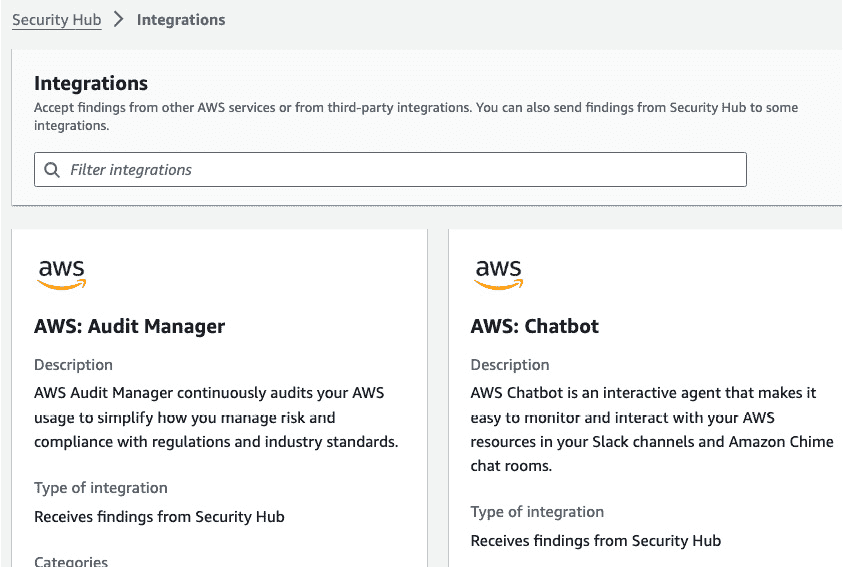 Security Hub > Integrations
Integrations
Accept findings from other AWS services or from third-party integrations. You can also send findings from Security Hub to some
integrations.
Filter integrations
aws
AWS: Audit Manager
Description
AWS Audit Manager continuously audits your AWS
usage to simplify how you manage risk and
compliance with regulations and industry standards.
Type of integration
Receives findings from Security Hub
Categories
aws
AWS: Chatbot
Description
AWS Chatbot is an interactive agent that makes it
easy to monitor and interact with your AWS
resources in your Slack channels and Amazon Chime
chat rooms.
Type of integration
Receives findings from Security Hub